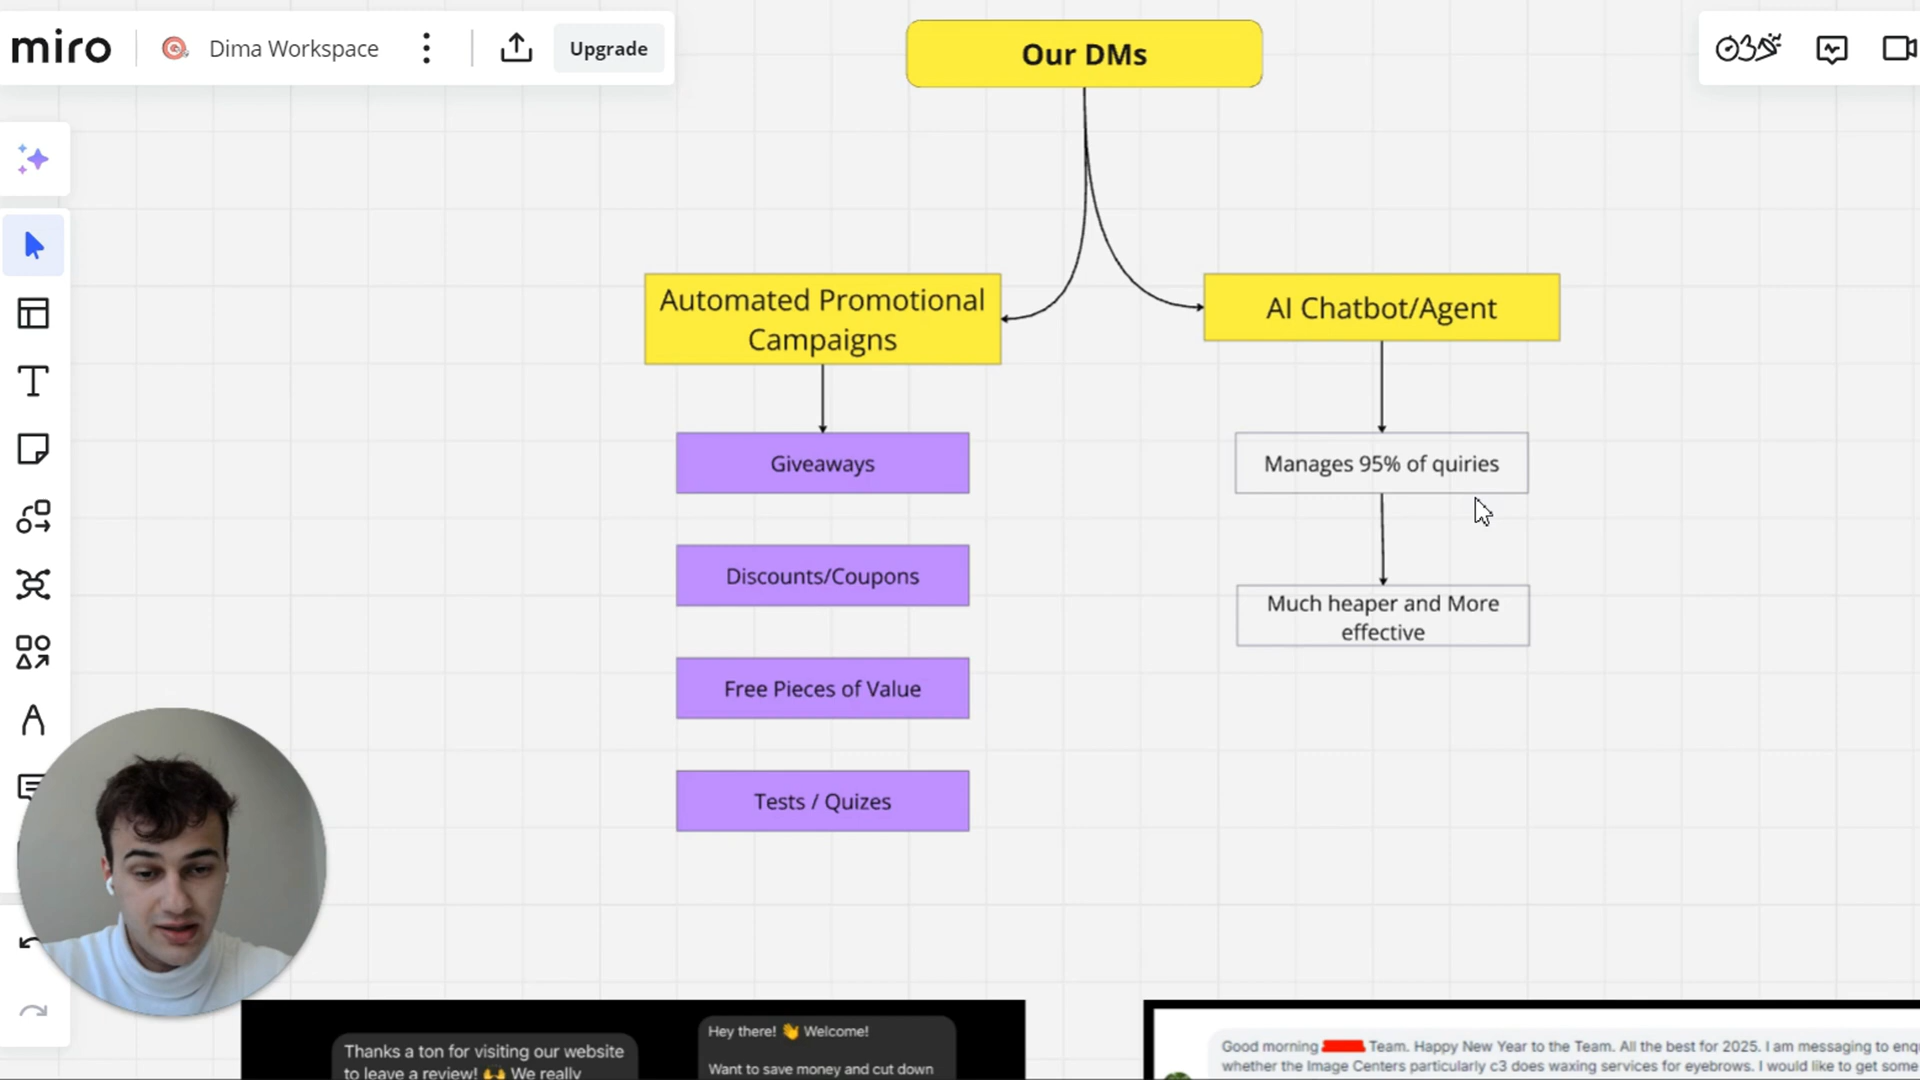 miro
Dima Workspace
Upgrade
Our DMs
Automated Promotional
Campaigns
AI Chatbot/Agent
Giveaways
Manages 95% of quiries
Discounts/Coupons
Much heaper and More
effective
Free Pieces of Value
Tests / Quizes
Thanks a ton for visiting our website
to leave a review! 🙌 We really
Hey there! 👋 Welcome!
Want to save money and cut down
Good morning Team. Happy New Year to the Team. All the best for 2025. I am messaging to enq
whether the Image Centers particularly c3 does waxing services for eyebrows. I would like to get some